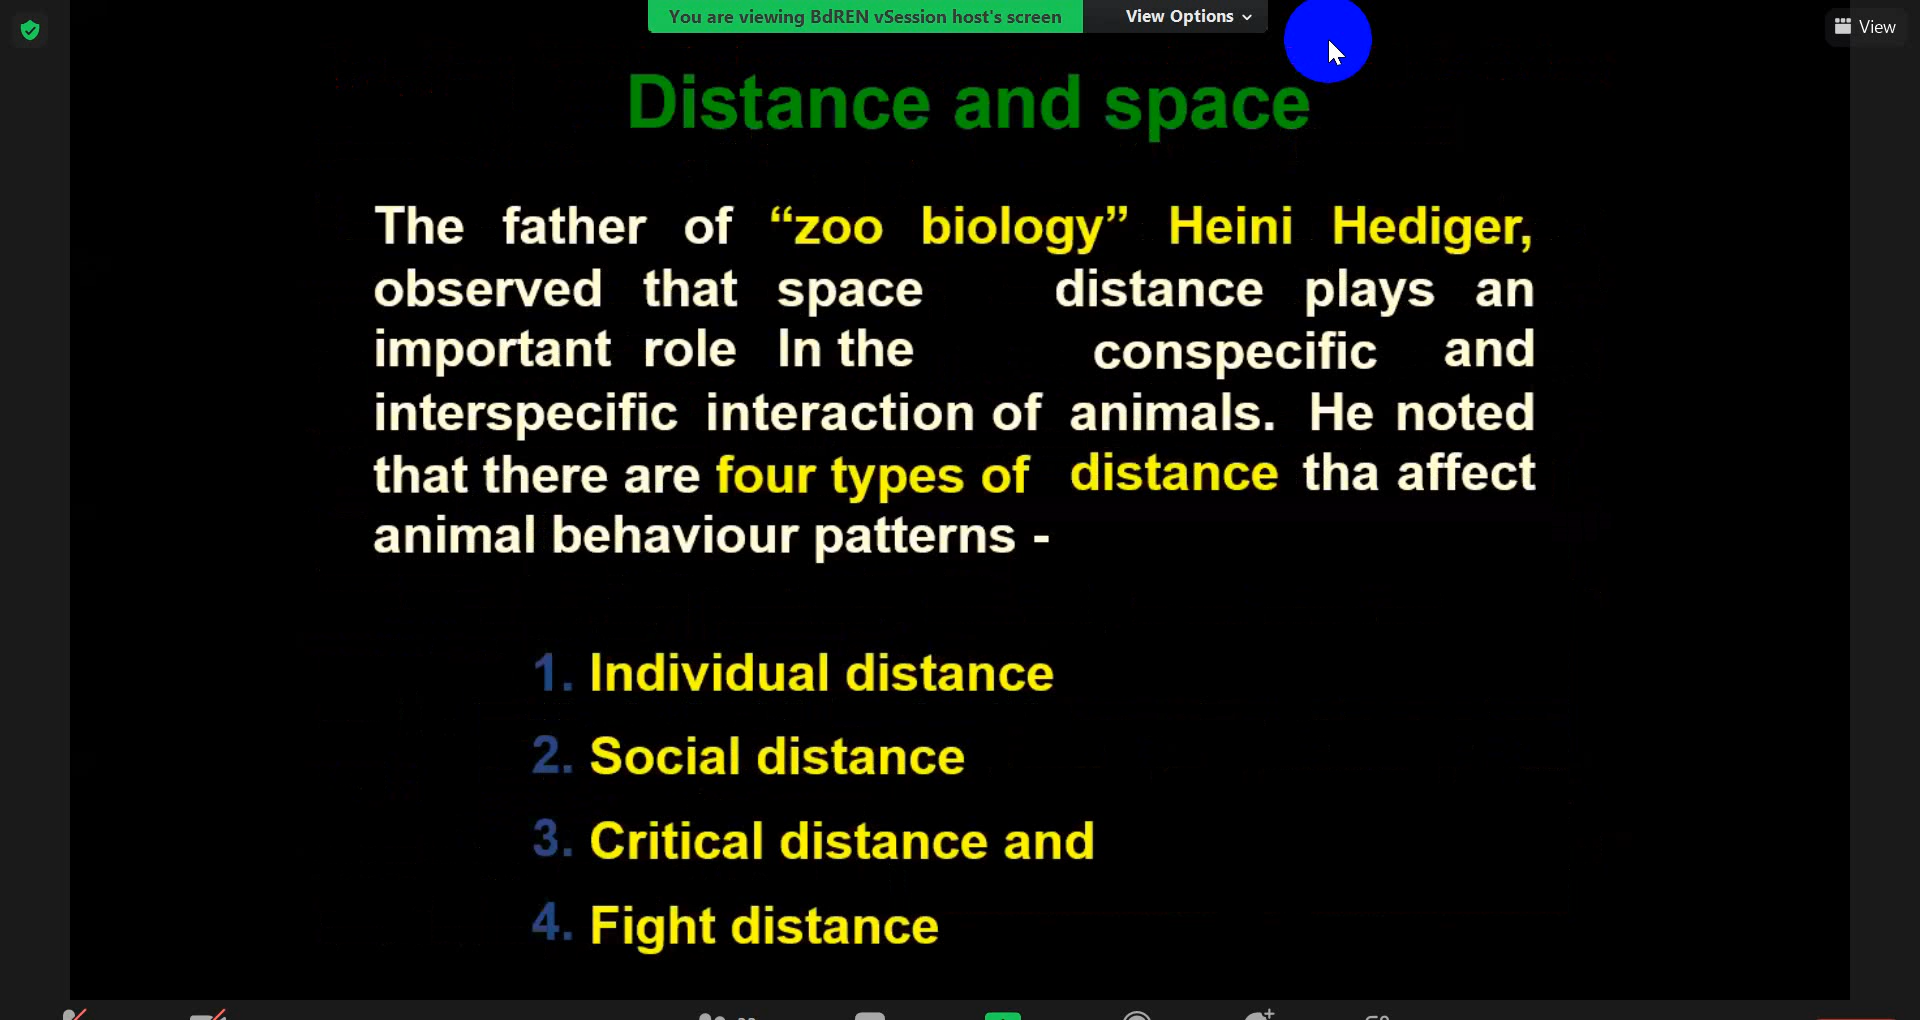 You are viewing BdREN vSession host's screen View Options
View
Distance and space
The father of “zoo biology” Heini Hediger,
observed that space distance plays an
important role In the conspecific and
interspecific interaction of animals. He noted
that there are four types of distance tha affect
animal behaviour patterns -
1. Individual distance
2. Social distance
3. Critical distance and
4. Fight distance